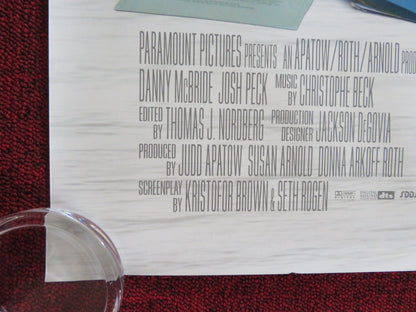 PARAMOUNT PICTURES PRESENTS AN APATOW/ROTH/ARNOLD
DANNY McBRIDE JOSH PECK MUSIC BY CHRISTOPHE BECK
EDITED BY THOMAS J. NORDBERG PRODUCTION DESIGNER JACKSON DeGOVIA
PRODUCED BY JUDD APATOW SUSAN ARNOLD DONNA ARKOFF ROTH
SCREENPLAY BY KRISTOFOR BROWN & SETH ROGEN